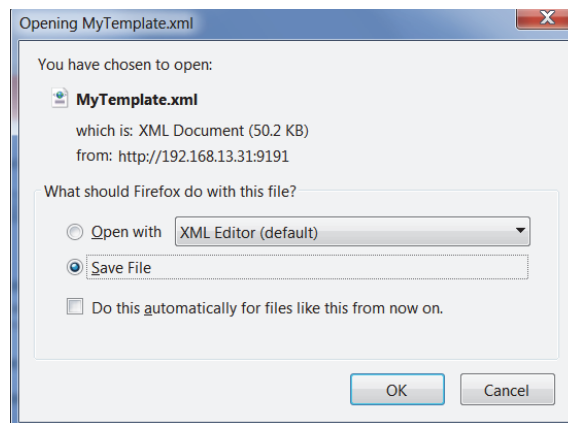 Opening MyTemplate.xml
You have chosen to open:
MyTemplate.xml
which is: XML Document (50.2 KB)
from: http://192.168.13.31:9191
What should Firefox do with this file?
Open with XML Editor (default)
Save File
Do this automatically for files like this from now on.
OK Cancel